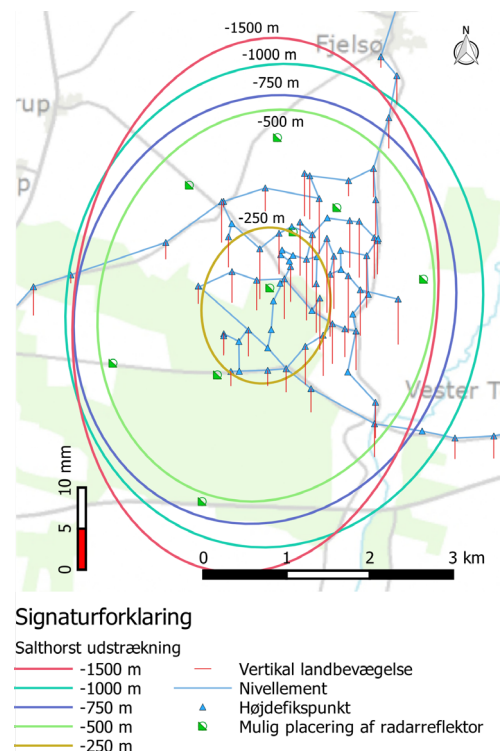 -1500 m
Fjelsø
N
-1000 m
-750 m
rup
-500 m
p
-250 m
Vester T
10 mm
5
0
0 1 2 3 km
Signaturforklaring
Salthorst udstrækning
-1500 m
-1000 m
-750 m
-500 m
-250 m
Vertikal landbevægelse
Nivellement
Højdefikspunkt
Mulig placering af radarreflektor